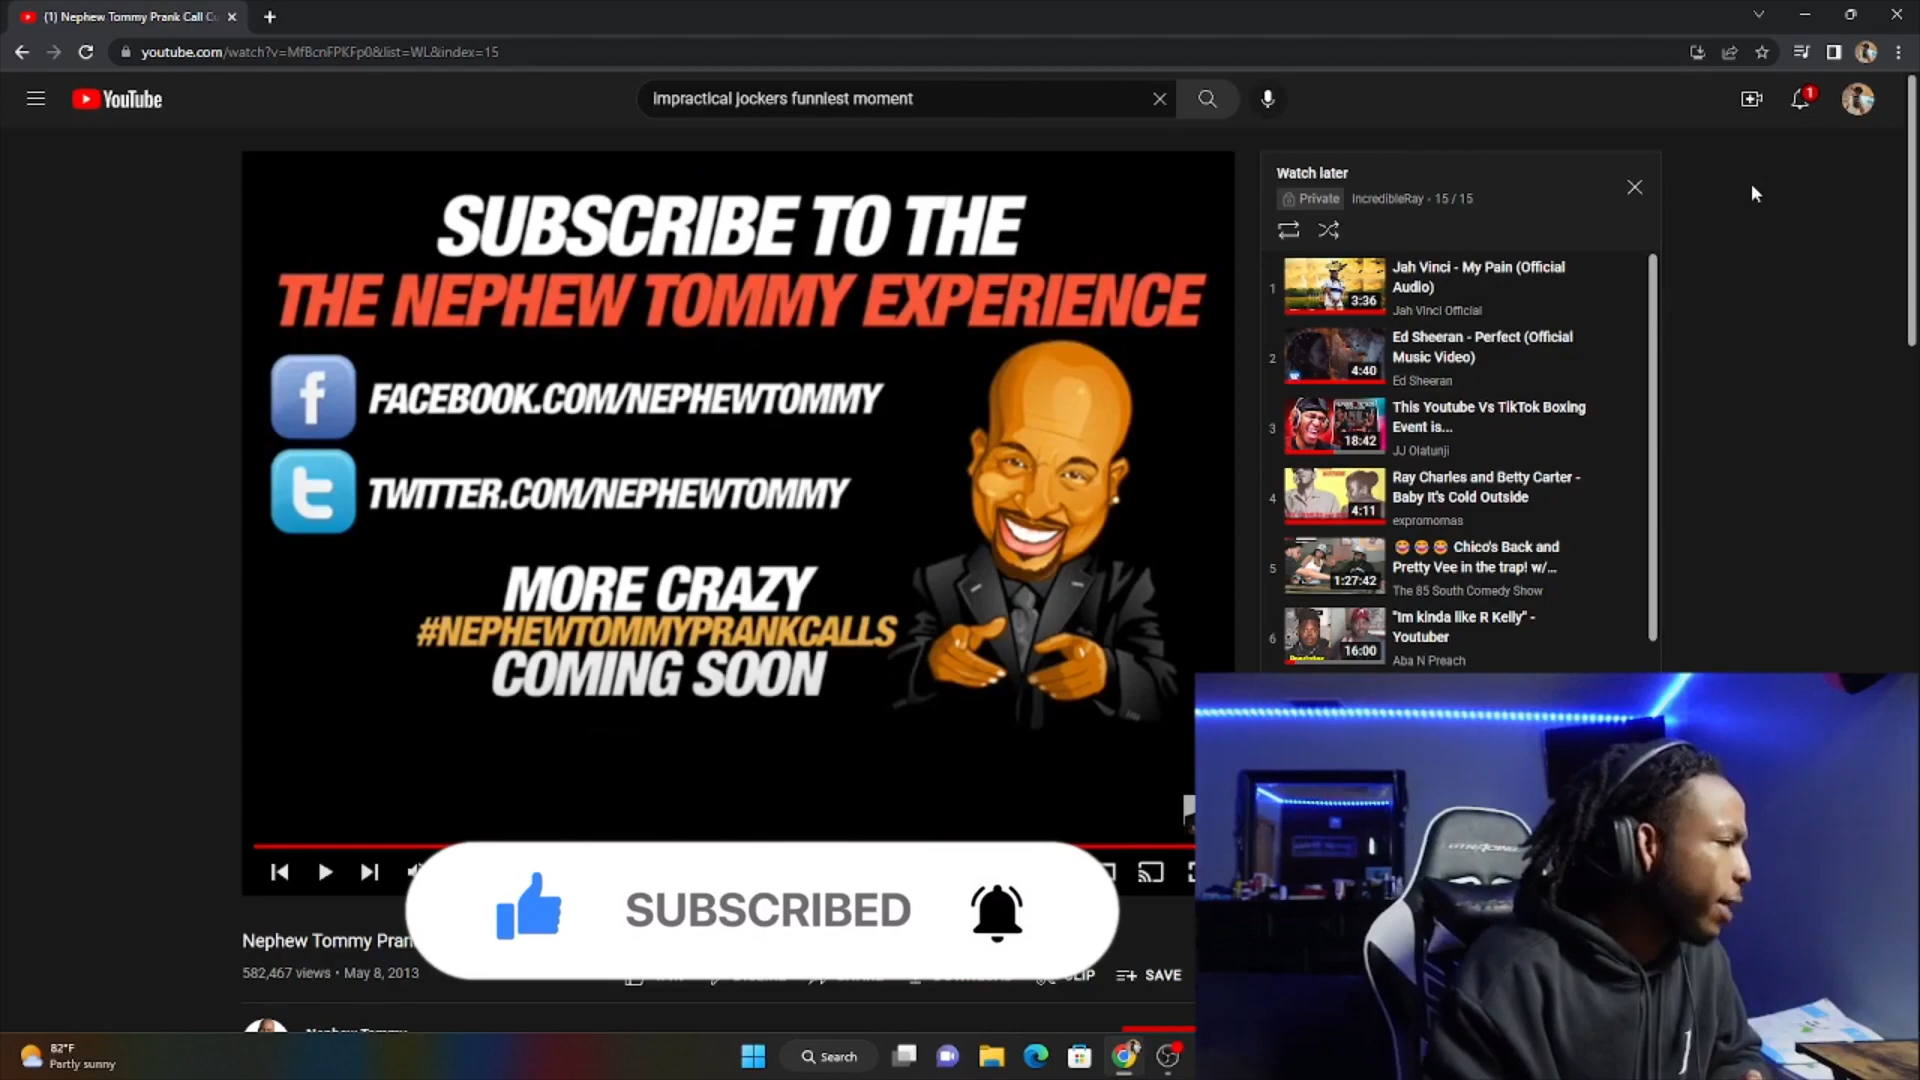 (1) Nephew Tommy Prank Call C
youtube.com/watch?v=MfBcnFPKFp0&list=WL&index=15
YouTube
impractical jockers funniest moment
1
SUBSCRIBE TO THE
THE NEPHEW TOMMY EXPERIENCE
FACEBOOK.COM/NEPHEWTOMMY
TWITTER.COM/NEPHEWTOMMY
MORE CRAZY
#NEPHEWTOMMYPRANKCALLS
COMING SOON
Watch later
Private IncredibleRay - 15 / 15
1
3:36
Jah Vinci - My Pain (Official
Audio)
Jah Vinci Official
2
4:40
Ed Sheeran - Perfect (Official
Music Video)
Ed Sheeran
3
18:42
This Youtube Vs TikTok Boxing
Event is...
JJ Olatunji
4
4:11
Ray Charles and Betty Carter -
Baby It's Cold Outside
expromomas
5
1:27:42
😂 😂 😂 Chico's Back and
Pretty Vee in the trap! w/...
The 85 South Comedy Show
6
16:00
"Im kinda like R Kelly" -
Youtuber
Aba N Preach
GTRACING
SUBSCRIBED
Nephew Tommy Pran
582,467 views • May 8, 2013
CLIP
SAVE
Nephew Tommy
82°F
Partly sunny
Search